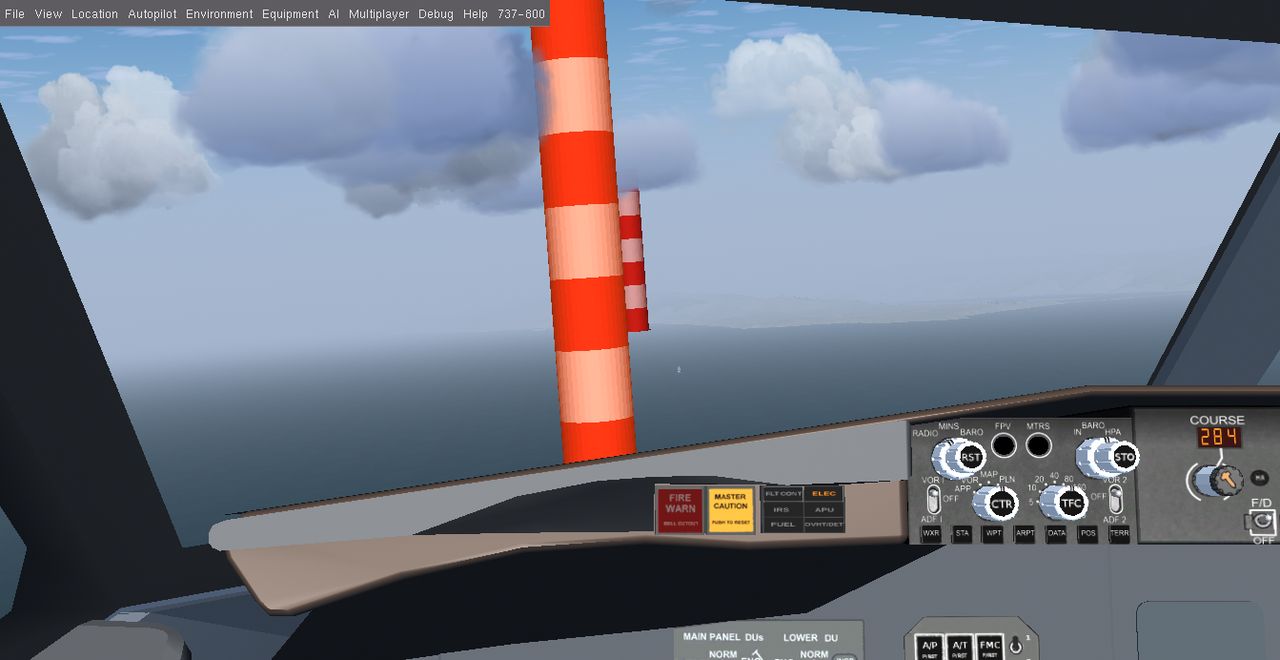 File View Location Autopilot Environment Equipment AI Multiplayer Debug Help 737-800
COURSE
284
RADIO MINS BARO FPV MTRS IN BARO HPA
RST STO
VOR 1 APP VOR MAP PLN 10 20 40 80 VOR 2
OFF CTR 5 TFC OFF
ADF 1 ADF 2
WXR STA WPT ARPT DATA POS TERR
F/D
OFF
FIRE WARN
BELL CUTOUT
MASTER CAUTION
PUSH TO RESET
FLT CONT ELEC
IRS APU
FUEL OVHT/DET
MAIN PANEL DUs LOWER DU
NORM NORM
A/P P/RST A/T P/RST FMC P/RST
1